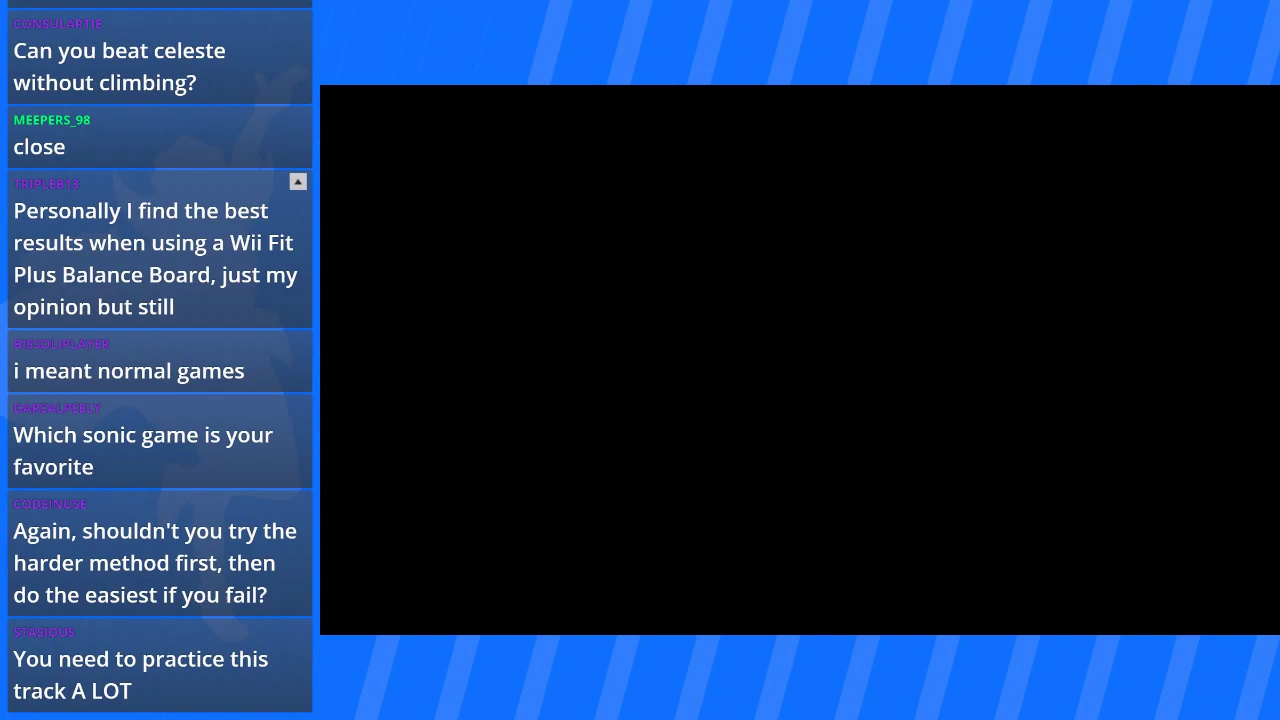 CONSULARTIE
Can you beat celeste
without climbing?
MEEPERS_98
close
TRIPLEB13
Personally I find the best
results when using a Wii Fit
Plus Balance Board, just my
opinion but still
BISSOLIPLAYER
i meant normal games
Which sonic game is your
favorite
CODEINUSE
Again, shouldn't you try the
harder method first, then
do the easiest if you fail?
STASIOUS
You need to practice this
track A LOT